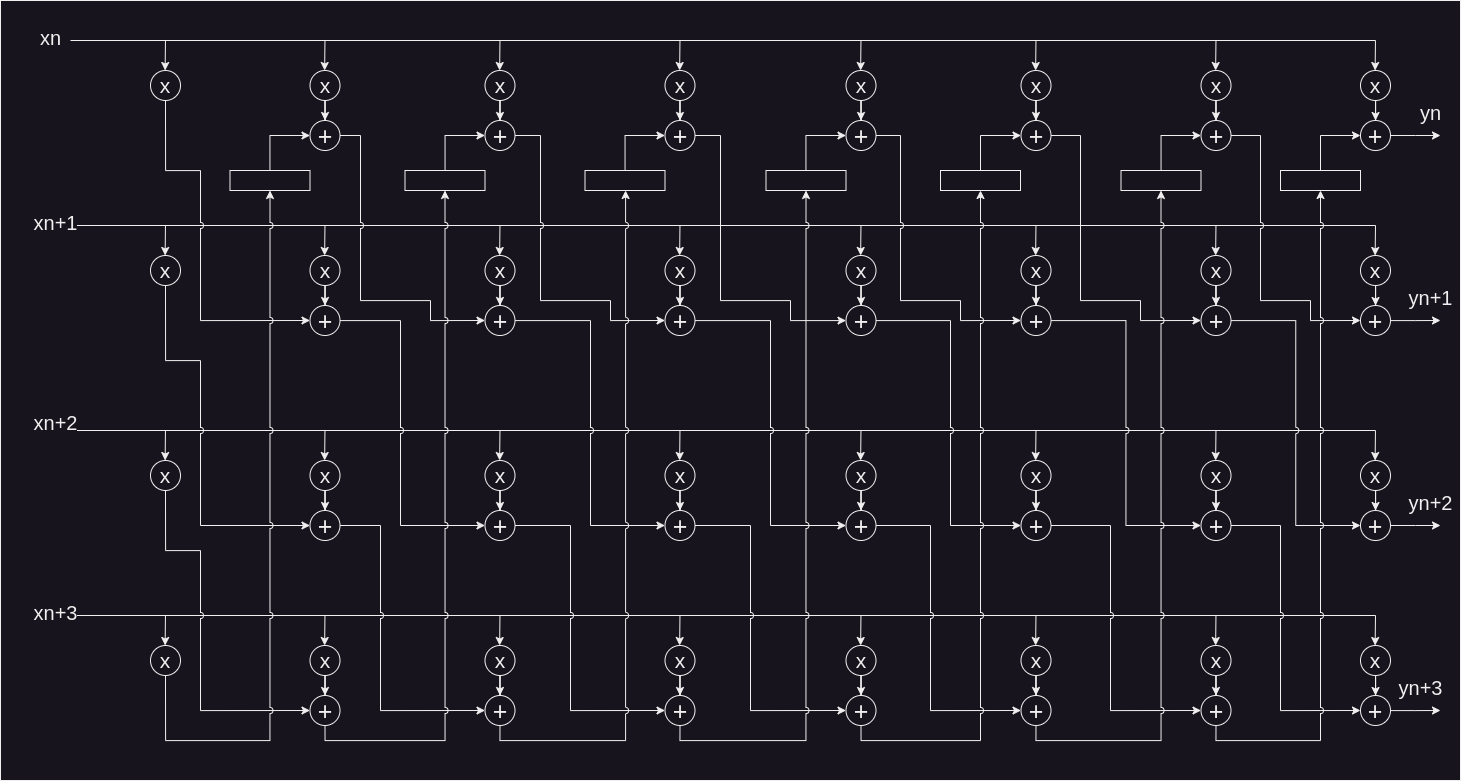 xn
x x x x x x x x
yn
+ + + + + + +
xn+1
x x x x x x x x
yn+1
+ + + + + + +
xn+2
x x x x x x x x
yn+2
+ + + + + + +
xn+3
x x x x x x x x
yn+3
+ + + + + + +